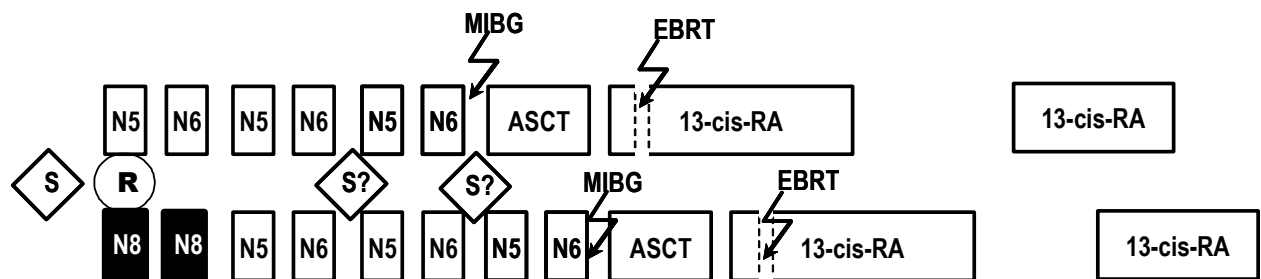 MIBG EBRT
N5 N6 N5 N6 N5 N6 ASCT 13-cis-RA 13-cis-RA
S R S? S? MIBG EBRT
N8 N8 N5 N6 N5 N6 N5 N6 ASCT 13-cis-RA 13-cis-RA